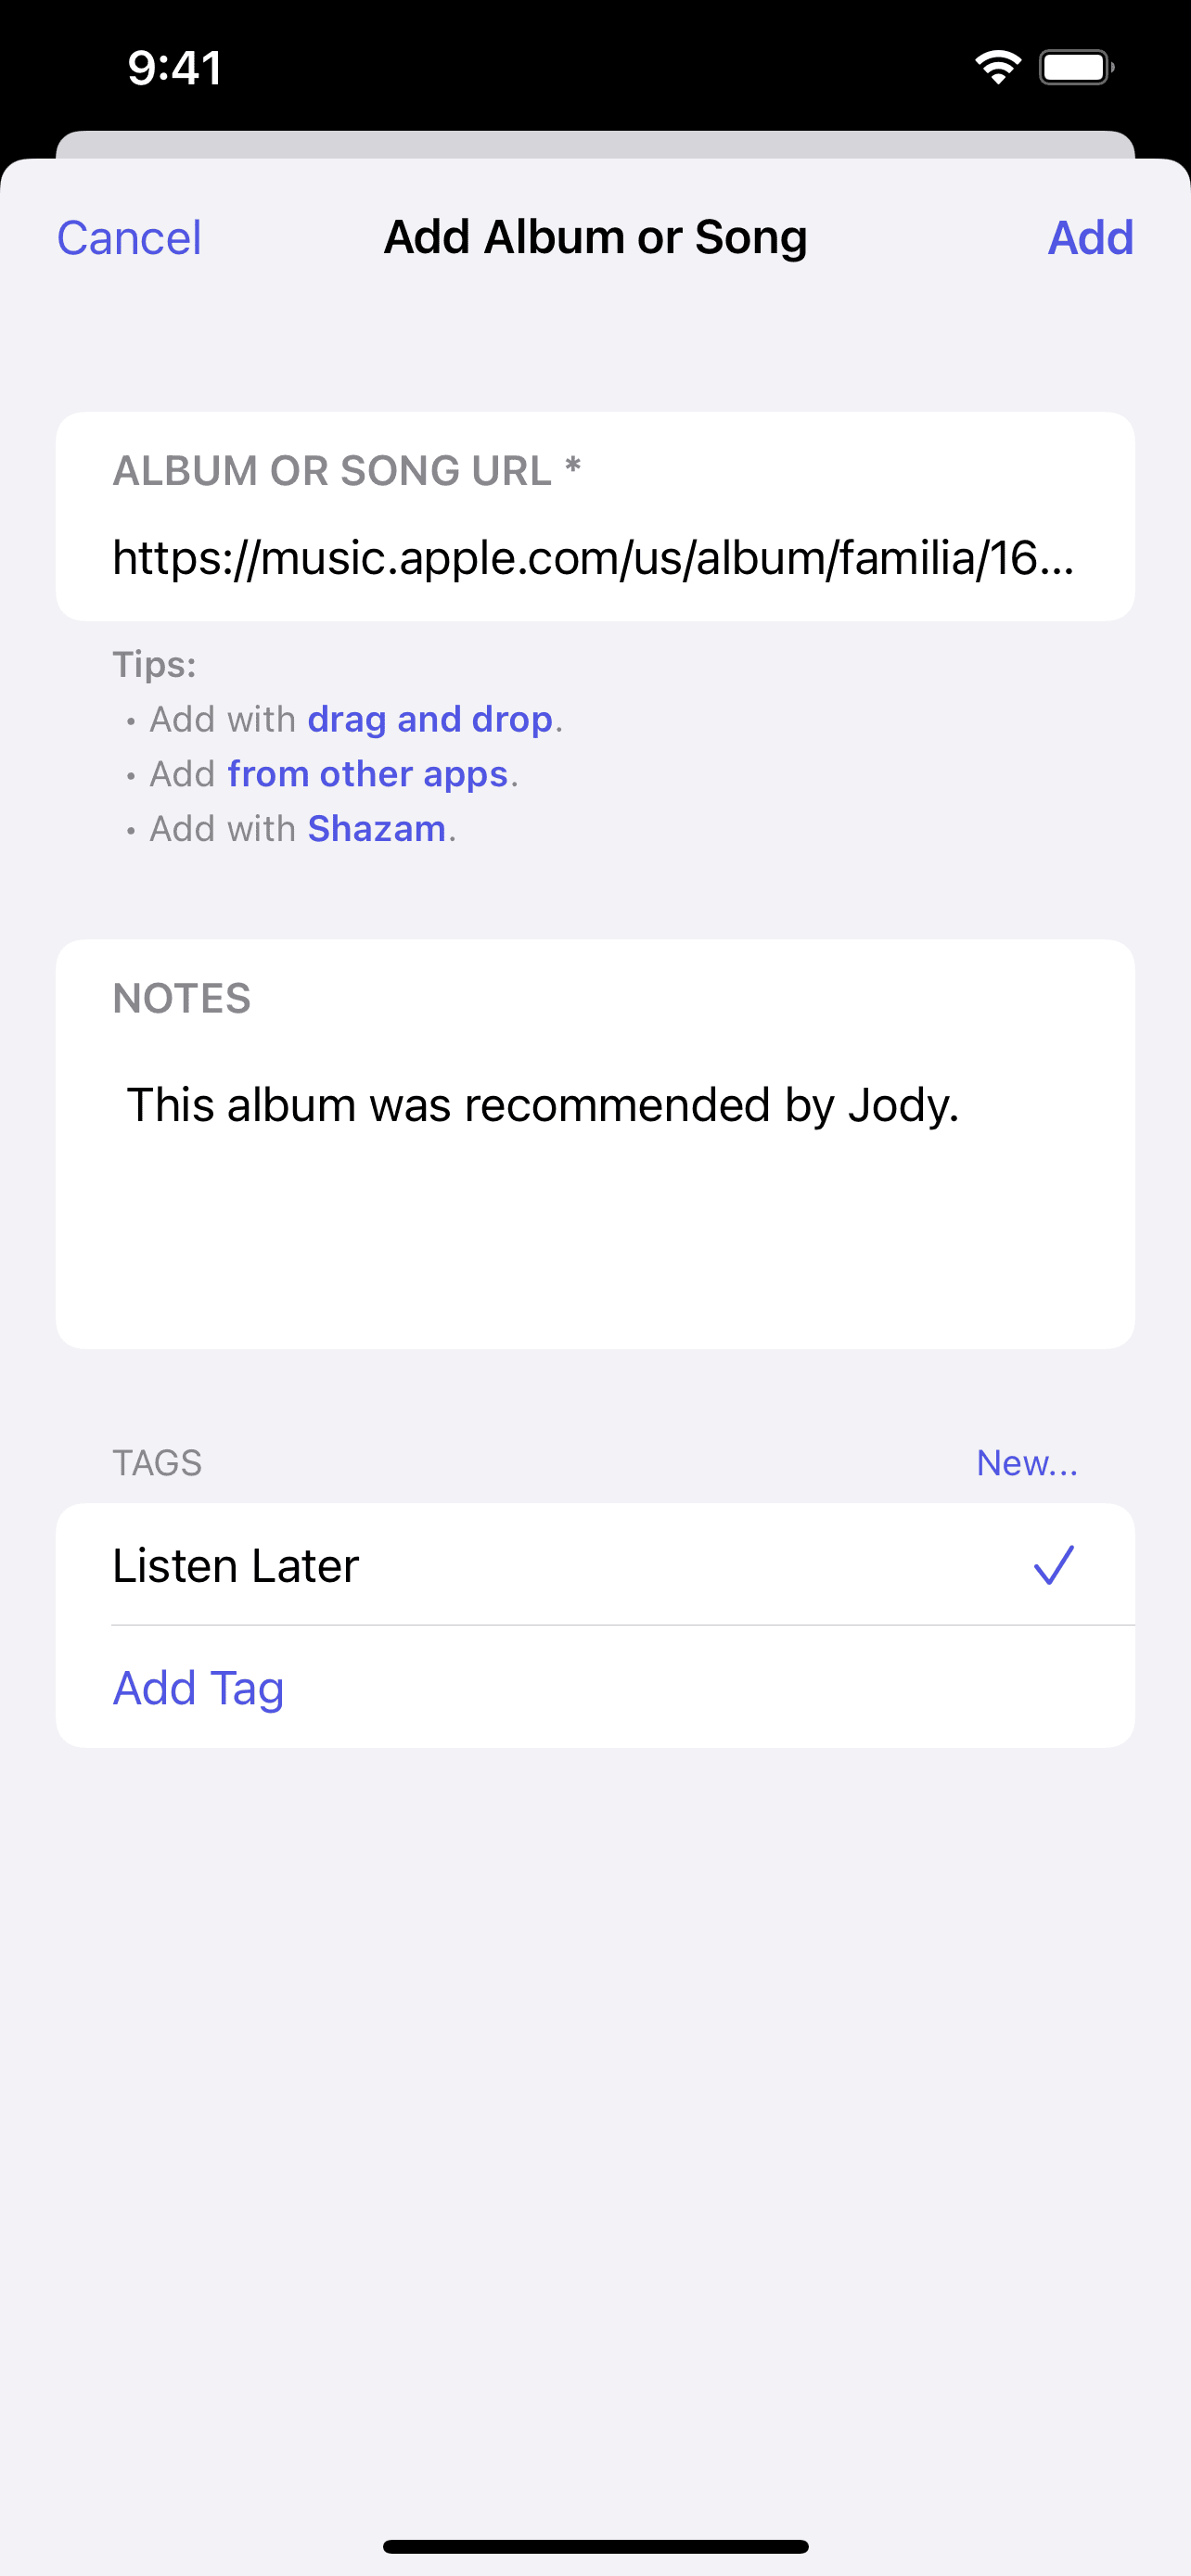 9:41
Cancel
Add Album or Song
Add
ALBUM OR SONG URL *
https://music.apple.com/us/album/familia/16...
Tips:
• Add with drag and drop.
• Add from other apps.
• Add with Shazam.
NOTES
This album was recommended by Jody.
TAGS
New...
Listen Later
Add Tag